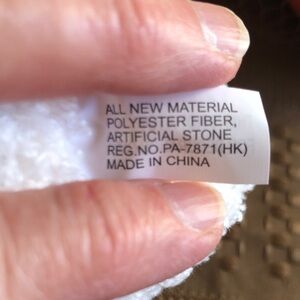 ALL NEW MATERIAL
POLYESTER FIBER,
ARTIFICIAL STONE
REG.NO.PA-7871(HK)
MADE IN CHINA